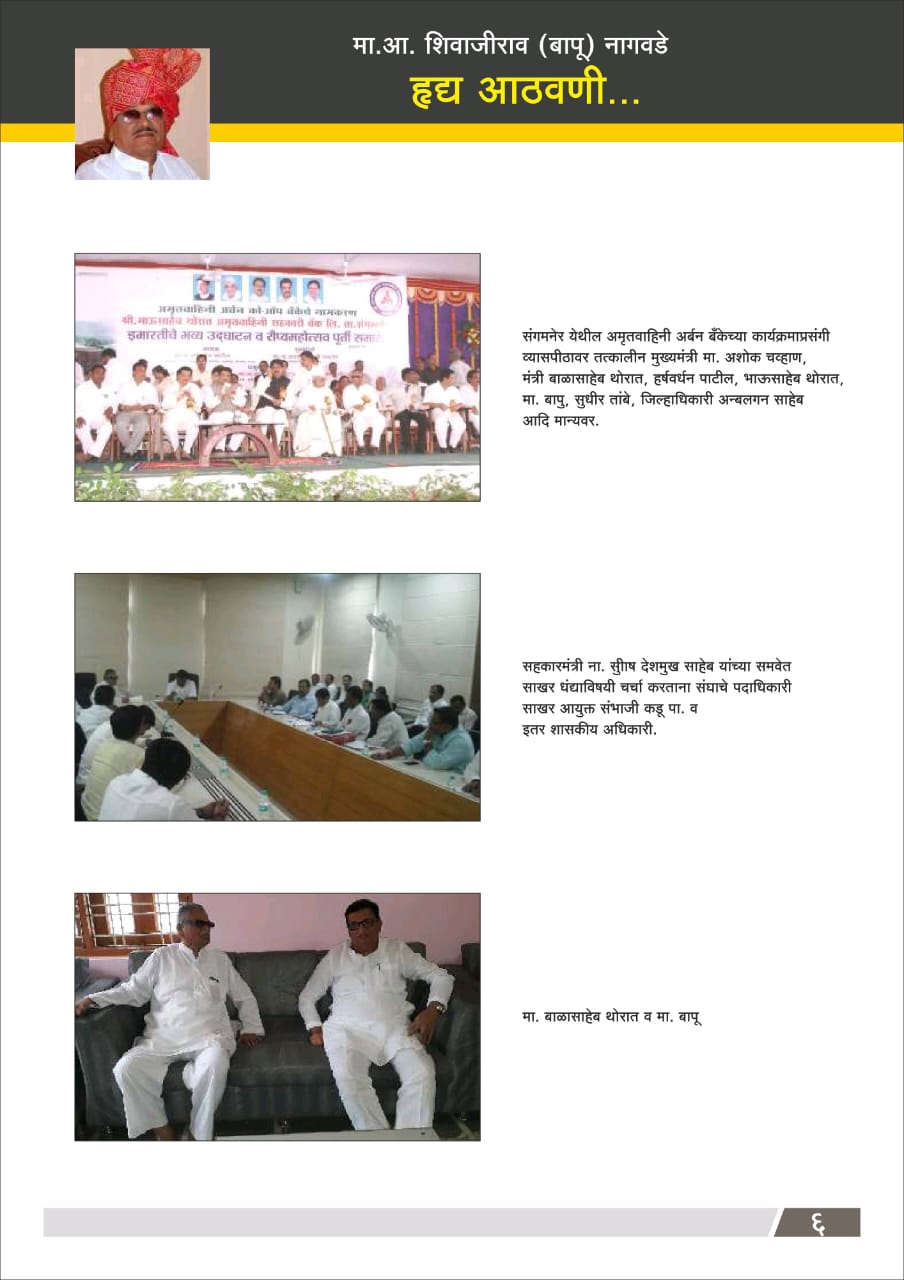 मा.आ. शिवाजीराव (बापू) नागवडे
हृद्य आठवणी...
अमृतवाहिनी अर्बन को-ऑप बँकेचे नामकरण
श्री.भाऊसाहेब थोरात अमृतवाहिनी सहकारी बँक लि. ता.संगम
इमारतीचे भव्य उद्घाटन व रौप्यमहोत्सव पूर्ती समा
संगमनेर येथील अमृतवाहिनी अर्बन बँकेच्या कार्यक्रमाप्रसंगी
व्यासपीठावर तत्कालीन मुख्यमंत्री मा. अशोक चव्हाण,
मंत्री बाळासाहेब थोरात, हर्षवर्धन पाटील, भाऊसाहेब थोरात,
मा. बापु, सुधीर तांबे, जिल्हाधिकारी अन्बलगन साहेब
आदि मान्यवर.
सहकारमंत्री ना. देशमुख साहेब यांच्या समवेत
साखर धंद्याविषयी चर्चा करताना संघाचे पदाधिकारी
साखर आयुक्त संभाजी कडू पा. व
इतर शासकीय अधिकारी.
मा. बाळासाहेब थोरात व मा. बापू
६